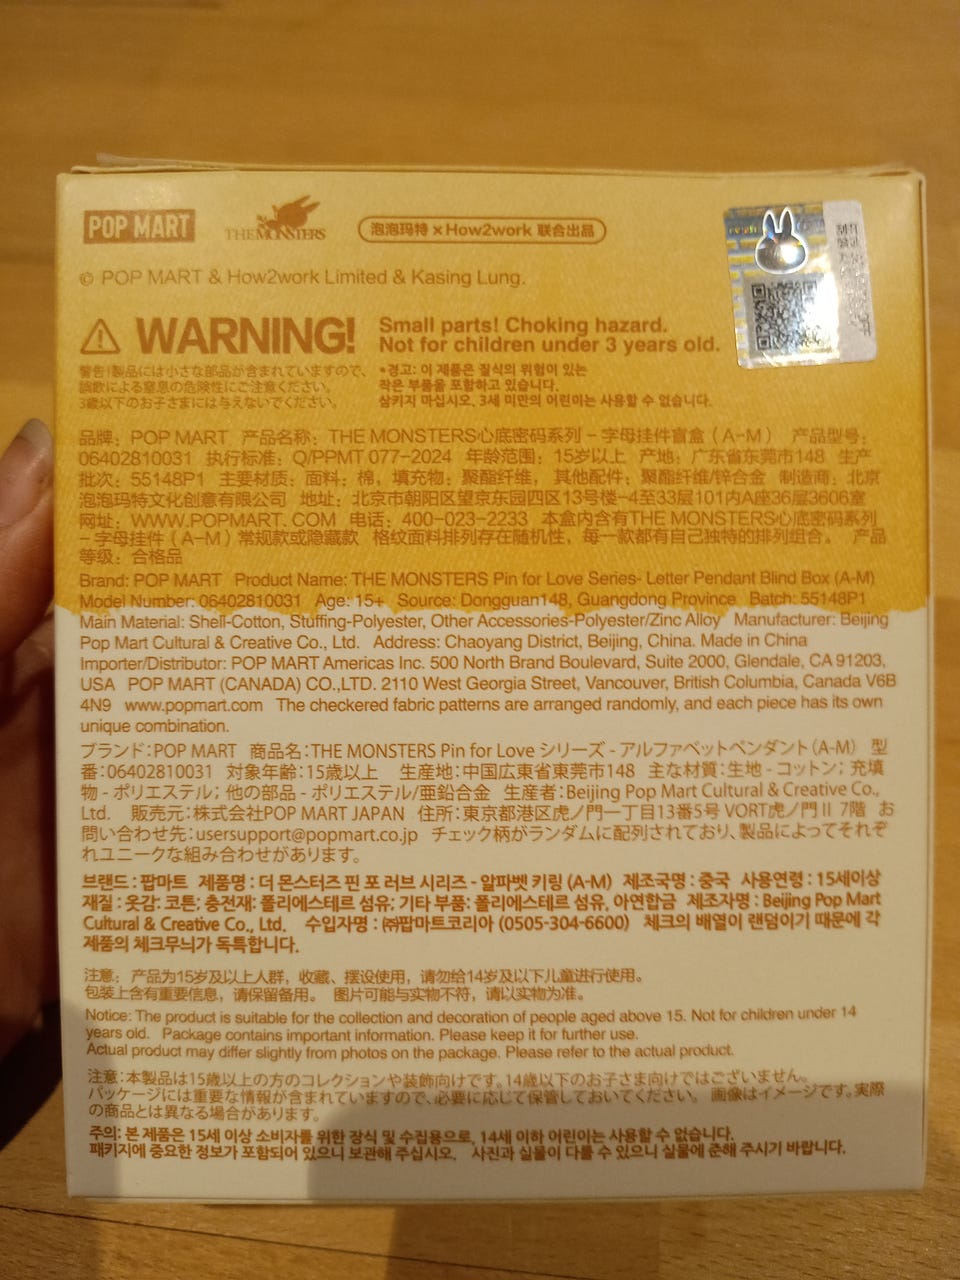 POP MART
THE MONSTERS
泡泡玛特 × How2work 联合出品
© POP MART & How2work Limited & Kasing Lung.
WARNING!
Small parts! Choking hazard.
Not for children under 3 years old.
警告!製品には小さな部品が含まれていますので、
誤飲による窒息の危険性にご注意ください。
3歳以下のお子さまには与えないでください。
*경고: 이 제품은 질식의 위험이 있는
작은 부품을 포함하고 있습니다.
삼키지 마십시오, 3세 미만의 어린이는 사용할 수 없습니다.
品牌：POP MART 产品名称：THE MONSTERS心底密码系列－字母挂件盲盒（A-M） 产品型号：
06402810031 执行标准：Q/PPMT 077-2024 年龄范围：15岁以上 产地：广东省东莞市148 生产
批次：55148P1 主要材质：面料：棉，填充物：聚酯纤维，其他配件：聚酯纤维/锌合金 制造商：北京
泡泡玛特文化创意有限公司 地址：北京市朝阳区望京东园四区13号楼-4至33层101内A座36层3606室
网址：WWW.POPMART.COM 电话：400-023-2233 本盒内含有THE MONSTERS心底密码系列
－字母挂件（A-M）常规款或隐藏款 格纹面料排列存在随机性，每一款都有自己独特的排列组合。 产品
等级：合格品
Brand: POP MART Product Name: THE MONSTERS Pin for Love Series- Letter Pendant Blind Box (A-M)
Model Number: 06402810031 Age: 15+ Source: Dongguan148, Guangdong Province Batch: 55148P1
Main Material: Shell-Cotton, Stuffing-Polyester, Other Accessories-Polyester/Zinc Alloy Manufacturer: Beijing
Pop Mart Cultural & Creative Co., Ltd. Address: Chaoyang District, Beijing, China. Made in China
Importer/Distributor: POP MART Americas Inc. 500 North Brand Boulevard, Suite 2000, Glendale, CA 91203,
USA POP MART (CANADA) CO.,LTD. 2110 West Georgia Street, Vancouver, British Columbia, Canada V6B
4N9 www.popmart.com The checkered fabric patterns are arranged randomly, and each piece has its own
unique combination.
ブランド：POP MART 商品名：THE MONSTERS Pin for Love シリーズ - アルファベットペンダント（A-M） 型
番：06402810031 対象年齢：15歳以上 生産地：中国広東省東莞市148 主な材質：生地 - コットン；充填
物 - ポリエステル；他の部品 - ポリエステル/亜鉛合金 生産者：Beijing Pop Mart Cultural & Creative Co.,
Ltd. 販売元：株式会社POP MART JAPAN 住所：東京都港区虎ノ門一丁目13番5号 VORT虎ノ門Ⅱ 7階 お
問い合わせ先：usersupport@popmart.co.jp チェック柄がランダムに配列されており、製品によってそれぞ
れユニークな組み合わせがあります。
브랜드 : 팝마트 제품명 : 더 몬스터즈 핀 포 러브 시리즈 - 알파벳 키링 (A-M) 제조국명 : 중국 사용연령 : 15세이상
재질 : 옷감: 코튼; 충전재: 폴리에스테르 섬유; 기타 부품: 폴리에스테르 섬유, 아연합금 제조자명 : Beijing Pop Mart
Cultural & Creative Co., Ltd. 수입자명 : ㈜팝마트코리아 (0505-304-6600) 체크의 배열이 랜덤이기 때문에 각
제품의 체크무늬가 독특합니다.
注意： 产品为15岁及以上人群，收藏、摆设使用，请勿给14岁及以下儿童进行使用。
包装上含有重要信息，请保留备用。 图片可能与实物不符，请以实物为准。
Notice: The product is suitable for the collection and decoration of people aged above 15. Not for children under 14
years old. Package contains important information. Please keep it for further use.
Actual product may differ slightly from photos on the package. Please refer to the actual product.
注意：本製品は15歳以上の方のコレクションや装飾向けです。14歳以下のお子さま向けではございません。
パッケージには重要な情報が含まれていますので、必要に応じて保管しておいてください。 画像はイメージです。実際
の商品とは異なる場合があります。
주의: 본 제품은 15세 이상 소비자를 위한 장식 및 수집용으로, 14세 이하 어린이는 사용할 수 없습니다.
패키지에 중요한 정보가 포함되어 있으니 보관해 주십시오. 사진과 실물이 다를 수 있으니 실물에 준해 주시기 바랍니다.